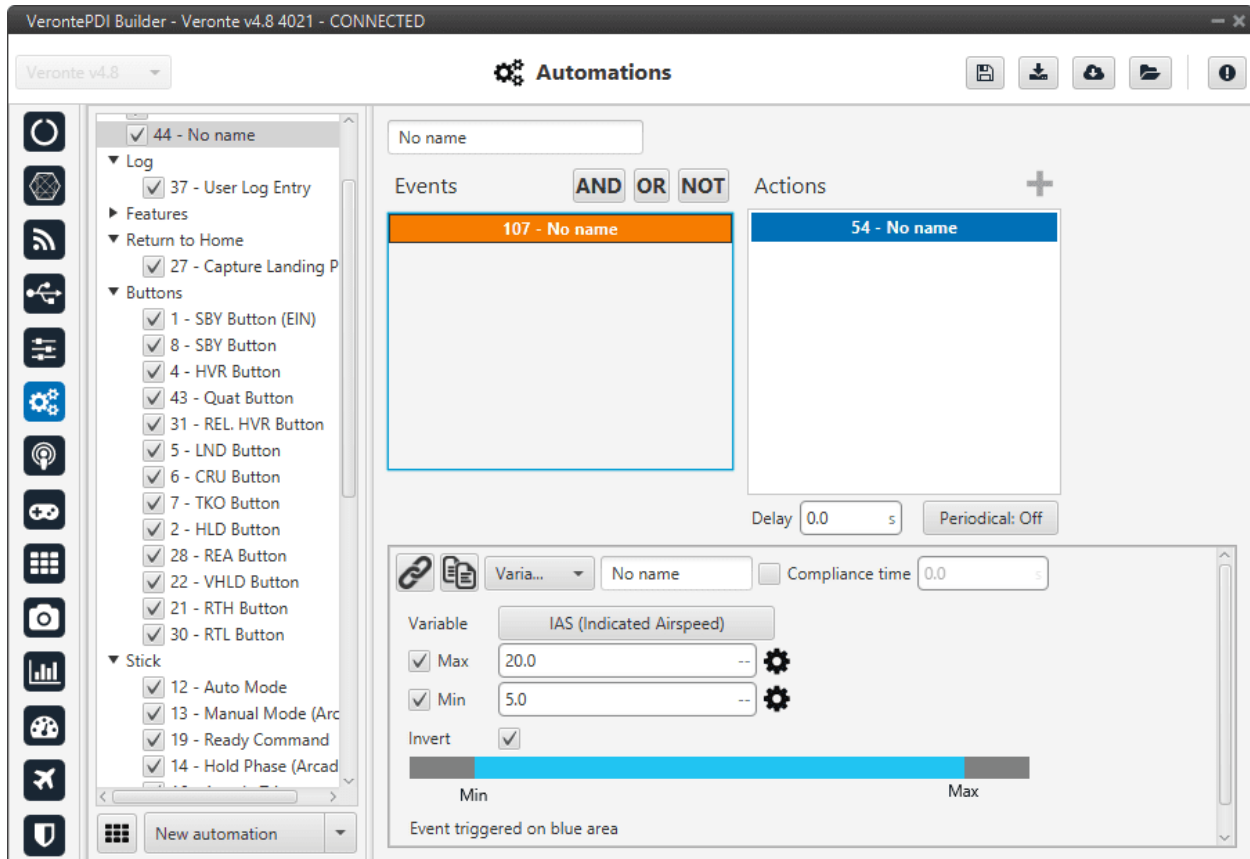 VerontePDI Builder - Veronte v4.8 4021 - CONNECTED
Veronte v4.8
Automations
44 - No name
Log
37 - User Log Entry
Features
Return to Home
27 - Capture Landing P
Buttons
1 - SBY Button (EIN)
8 - SBY Button
4 - HVR Button
43 - Quat Button
31 - REL. HVR Button
5 - LND Button
6 - CRU Button
7 - TKO Button
2 - HLD Button
28 - REA Button
22 - VHLD Button
21 - RTH Button
30 - RTL Button
Stick
12 - Auto Mode
13 - Manual Mode (Arc
19 - Ready Command
14 - Hold Phase (Arcad
New automation
No name
Events AND OR NOT Actions
107 - No name
54 - No name
Delay 0.0 s Periodical: Off
Varia... No name Compliance time 0.0 s
Variable IAS (Indicated Airspeed)
Max 20.0 --
Min 5.0 --
Invert
Min Max
Event triggered on blue area